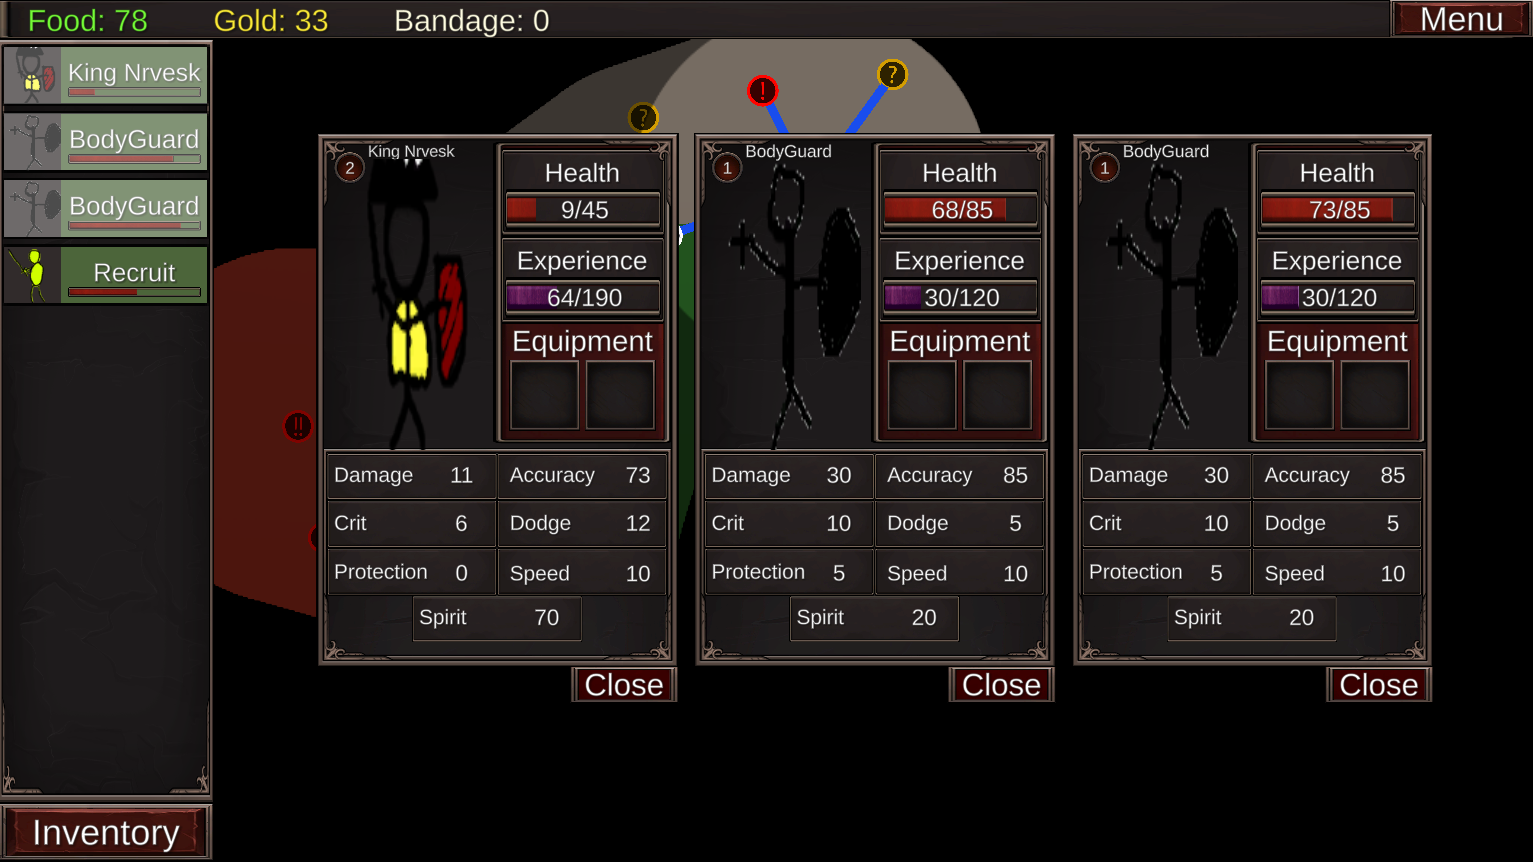 Food: 78 Gold: 33 Bandage: 0 Menu
King Nrvesk
BodyGuard
BodyGuard
Recruit
Inventory
King Nrvesk
2
Health
9/45
Experience
64/190
Equipment
Damage 11 Accuracy 73
Crit 6 Dodge 12
Protection 0 Speed 10
Spirit 70
Close
BodyGuard
1
Health
68/85
Experience
30/120
Equipment
Damage 30 Accuracy 85
Crit 10 Dodge 5
Protection 5 Speed 10
Spirit 20
Close
BodyGuard
1
Health
73/85
Experience
30/120
Equipment
Damage 30 Accuracy 85
Crit 10 Dodge 5
Protection 5 Speed 10
Spirit 20
Close
?
!
?
!!